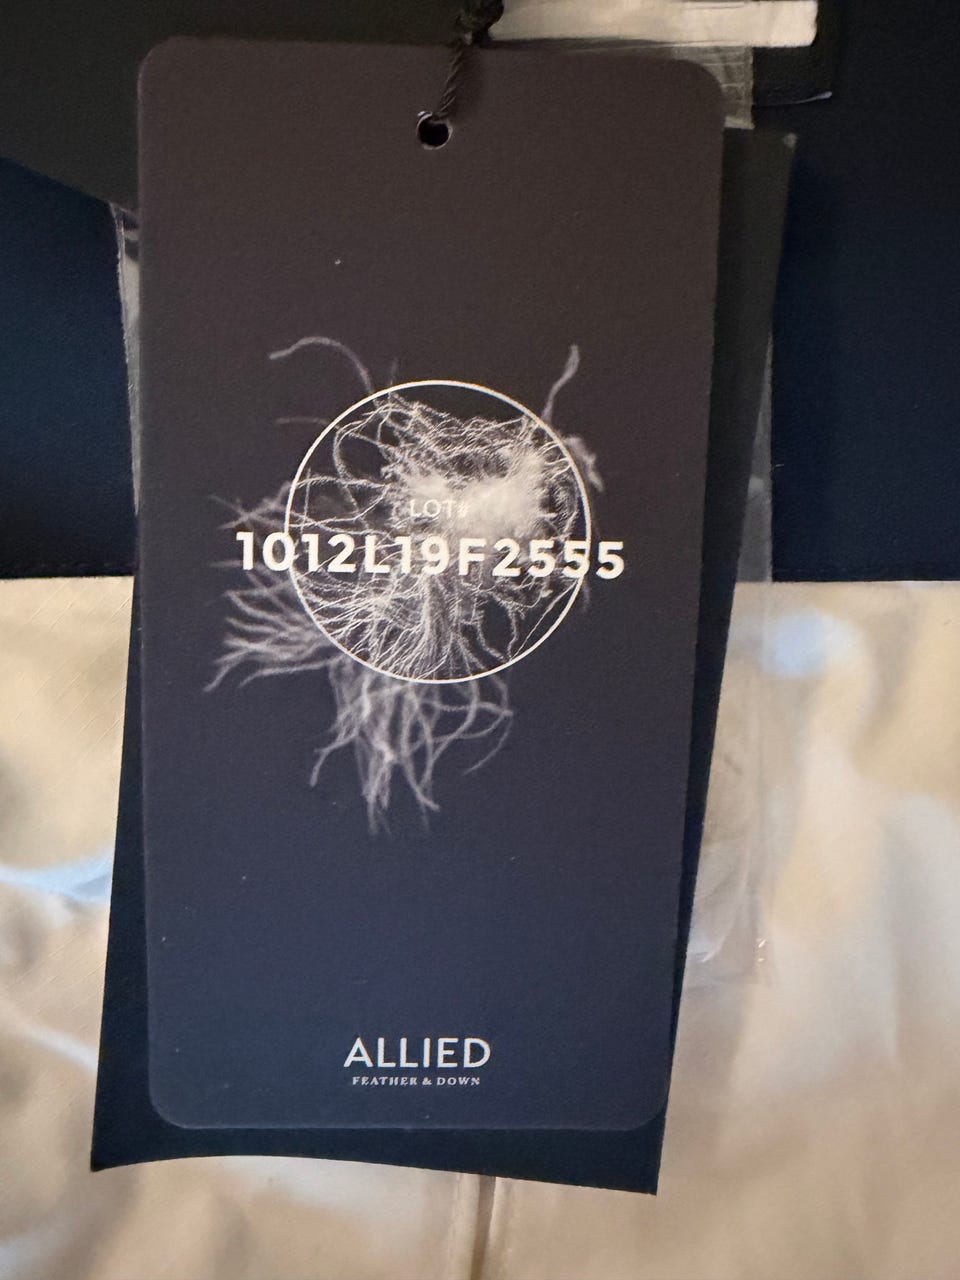 LOT#
1012L19F2555
ALLIED
FEATHER & DOWN